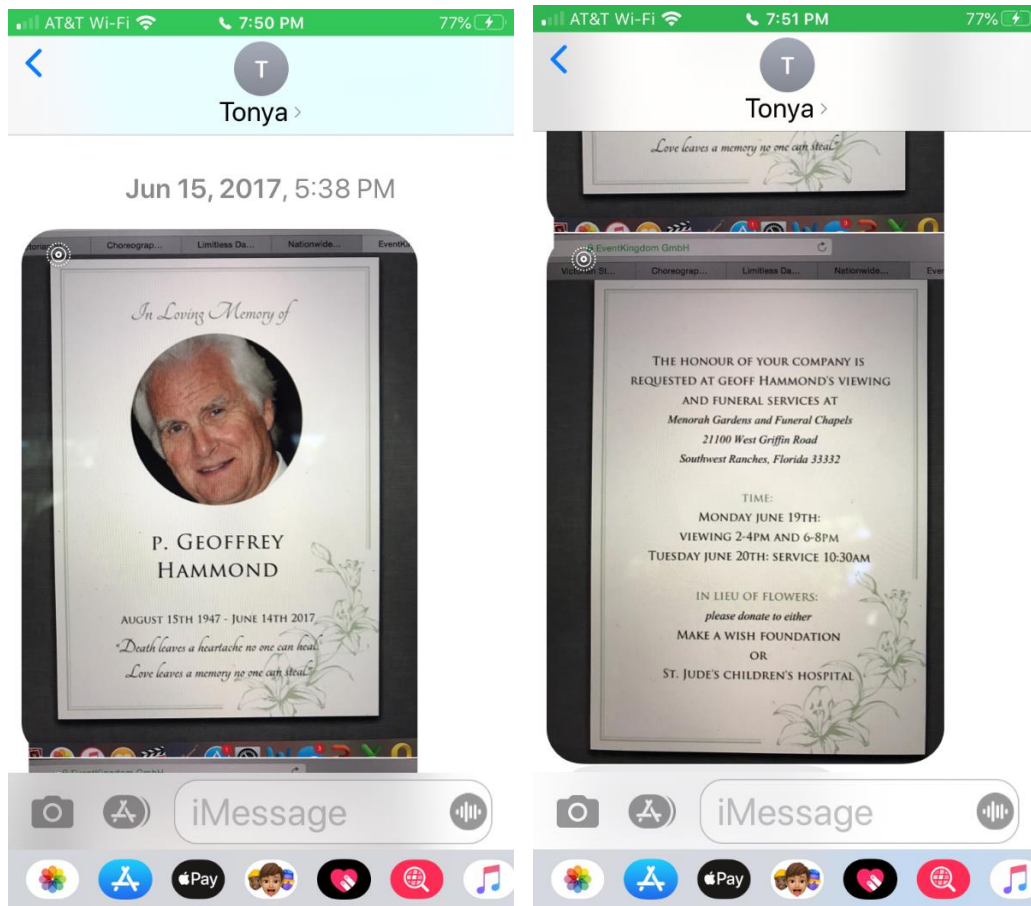 AT&T Wi-Fi 7:50 PM 77%
T
Tonya
Jun 15, 2017, 5:38 PM
Choreograp... Limitless Da... Nationwide...
In Loving Memory of
P. GEOFFREY
HAMMOND
AUGUST 15TH 1947 - JUNE 14TH 2017
"Death leaves a heartache no one can heal.
Love leaves a memory no one can steal."
EventKingdom GmbH
iMessage
Pay
AT&T Wi-Fi 7:51 PM 77%
T
Tonya
Love leaves a memory no one can steal."
EventKingdom GmbH
Victorian St... Choreograp... Limitless Da... Nationwide... Even
THE HONOUR OF YOUR COMPANY IS
REQUESTED AT GEOFF HAMMOND'S VIEWING
AND FUNERAL SERVICES AT
Menorah Gardens and Funeral Chapels
21100 West Griffin Road
Southwest Ranches, Florida 33332
TIME:
MONDAY JUNE 19TH:
VIEWING 2-4PM AND 6-8PM
TUESDAY JUNE 20TH: SERVICE 10:30AM
IN LIEU OF FLOWERS:
please donate to either
MAKE A WISH FOUNDATION
OR
ST. JUDE'S CHILDREN'S HOSPITAL
iMessage
Pay